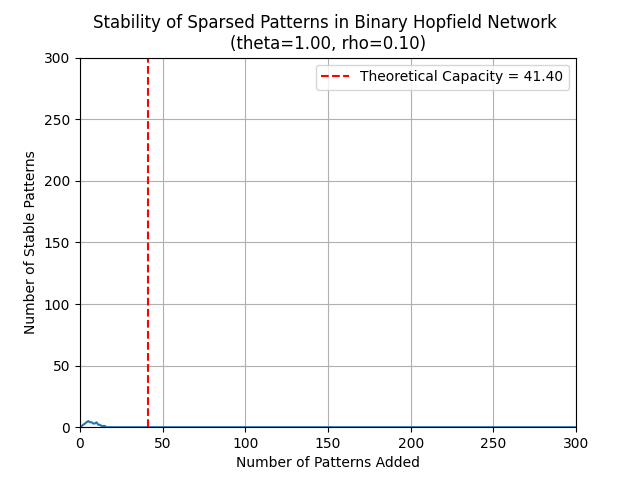 Stability of Sparsed Patterns in Binary Hopfield Network
(theta=1.00, rho=0.10)
Theoretical Capacity = 41.40
Number of Stable Patterns
300
250
200
150
100
50
0
0 50 100 150 200 250 300
Number of Patterns Added